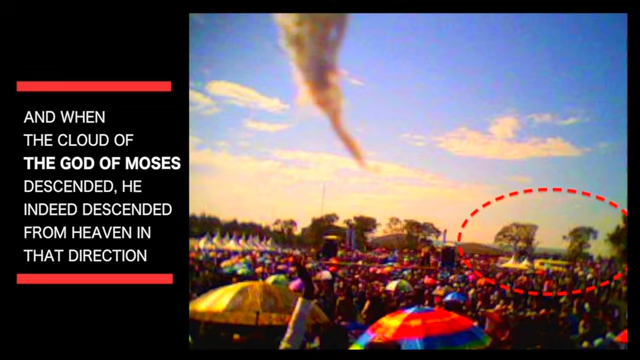 AND WHEN
THE CLOUD OF
THE GOD OF MOSES
DESCENDED, HE
INDEED DESCENDED
FROM HEAVEN IN
THAT DIRECTION